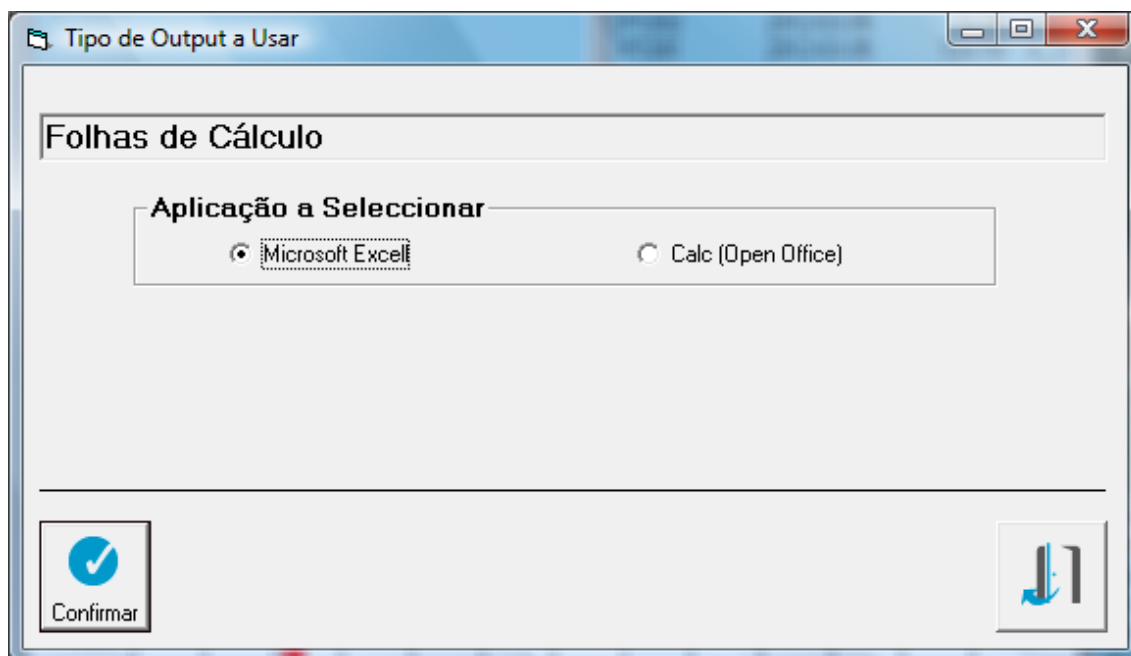 Tipo de Output a Usar
Folhas de Cálculo
Aplicação a Seleccionar
Microsoft Excell
Calc (Open Office)
Confirmar